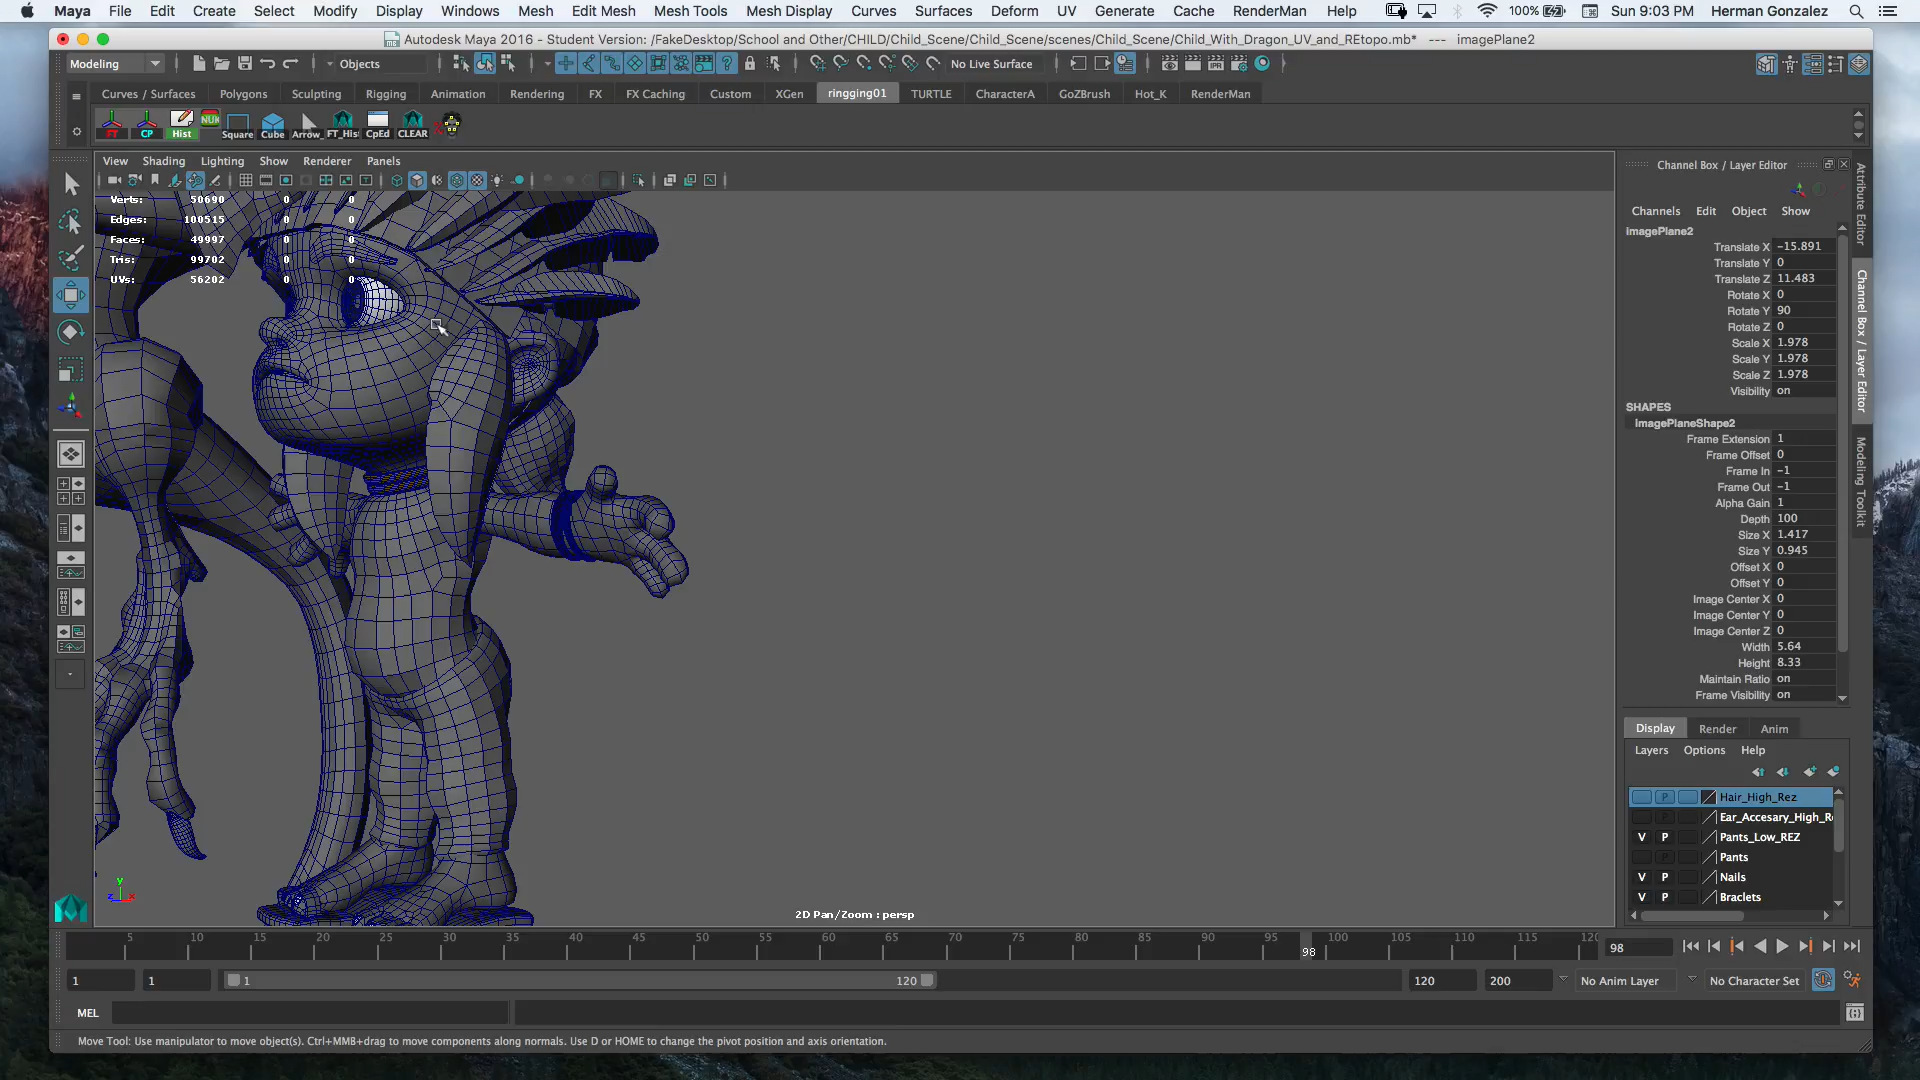 Maya File Edit Create Select Modify Display Windows Mesh Edit Mesh Mesh Tools Mesh Display Curves Surfaces Deform UV Generate Cache RenderMan Help 100% Sun 9:03 PM Herman Gonzalez
Autodesk Maya 2016 - Student Version: /FakeDesktop/School and Other/CHILD/Child_Scene/Child_Scene/scenes/Child_Scene/Child_With_Dragon_UV_and_REtopo.mb* --- imagePlane2
Modeling Objects No Live Surface
Curves / Surfaces Polygons Sculpting Rigging Animation Rendering FX FX Caching Custom XGen ringging01 TURTLE CharacterA GoZBrush Hot_K RenderMan
FT CP Hist NUK Square Cube Arrow_ FT_His CpEd CLEAR
View Shading Lighting Show Renderer Panels
Verts: 50690 0 0
Edges: 100515 0 0
Faces: 49997 0 0
Tris: 99702 0 0
UVs: 56202 0 0
y
z x
2D Pan/Zoom : persp
Channel Box / Layer Editor
Channels Edit Object Show
imagePlane2
Translate X -15.891
Translate Y 0
Translate Z 11.483
Rotate X 0
Rotate Y 90
Rotate Z 0
Scale X 1.978
Scale Y 1.978
Scale Z 1.978
Visibility on
SHAPES
imagePlaneShape2
Frame Extension 1
Frame Offset 0
Frame In -1
Frame Out -1
Alpha Gain 1
Depth 100
Size X 1.417
Size Y 0.945
Offset X 0
Offset Y 0
Image Center X 0
Image Center Y 0
Image Center Z 0
Width 5.64
Height 8.33
Maintain Ratio on
Frame Visibility on
Attribute Editor
Channel Box / Layer Editor
Modeling Toolkit
Display Render Anim
Layers Options Help
P Hair_High_Rez
P Ear_Accesary_High_R
V P Pants_Low_REZ
P Pants
V P Nails
V P Braclets
5 10 15 20 25 30 35 40 45 50 55 60 65 70 75 80 85 90 95 98 100 105 110 115 120 98
1 1 1 120 120 200 No Anim Layer No Character Set
MEL
Move Tool: Use manipulator to move object(s). Ctrl+MMB+drag to move components along normals. Use D or HOME to change the pivot position and axis orientation.